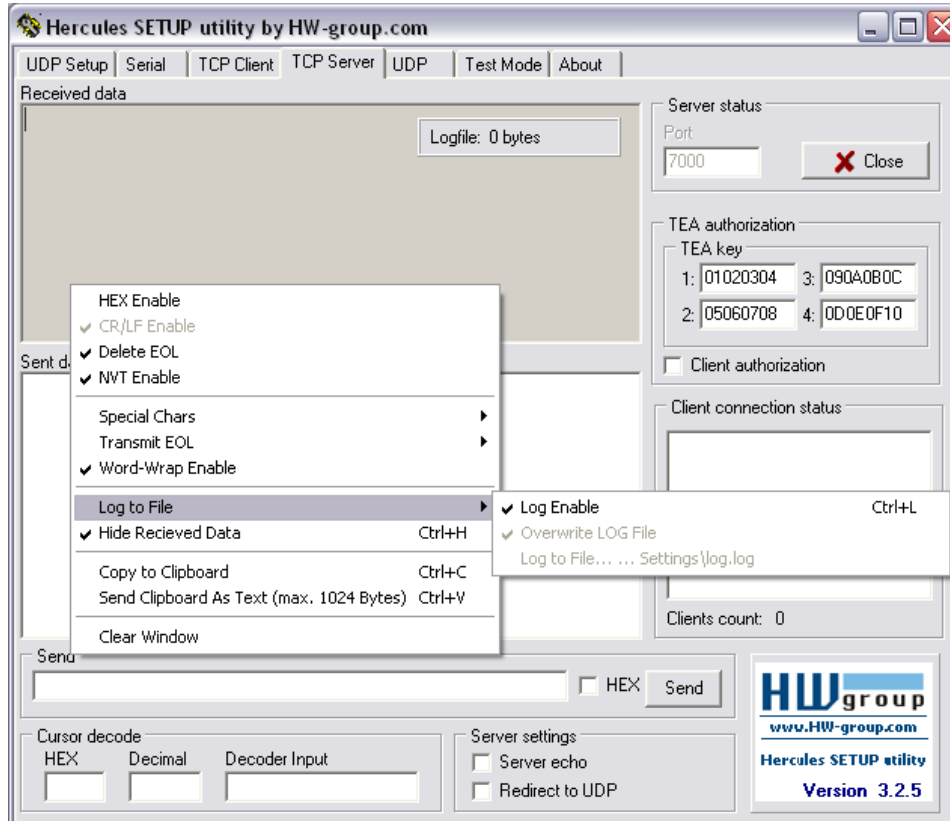 Hercules SETUP utility by HW-group.com
UDP Setup Serial TCP Client TCP Server UDP Test Mode About
Received data
Logfile: 0 bytes
Server status
Port
7000
Close
TEA authorization
TEA key
1: 01020304 3: 090A0B0C
2: 05060708 4: 0D0E0F10
Client authorization
HEX Enable
CR/LF Enable
Delete EOL
NVT Enable
Special Chars
Transmit EOL
Word-Wrap Enable
Log to File
Hide Recieved Data Ctrl+H
Copy to Clipboard Ctrl+C
Send Clipboard As Text (max. 1024 Bytes) Ctrl+V
Clear Window
Log Enable Ctrl+L
Overwrite LOG File
Log to File... ... Settings\log.log
Sent d
Client connection status
Clients count: 0
Send
HEX Send
Cursor decode
HEX Decimal Decoder Input
Server settings
Server echo
Redirect to UDP
HW group
www.HW-group.com
Hercules SETUP utility
Version 3.2.5